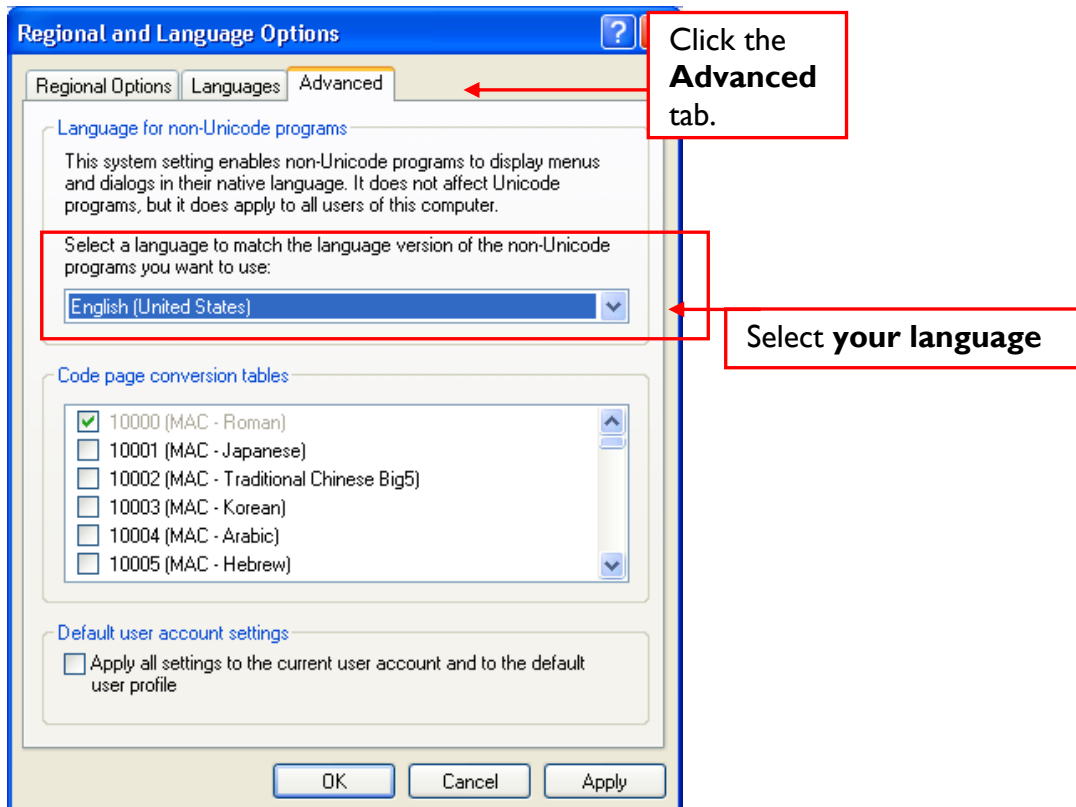 Regional and Language Options
Click the
Advanced
tab.
Regional Options Languages Advanced
Language for non-Unicode programs
This system setting enables non-Unicode programs to display menus
and dialogs in their native language. It does not affect Unicode
programs, but it does apply to all users of this computer.
Select a language to match the language version of the non-Unicode
programs you want to use:
English (United States)
Select your language
Code page conversion tables
10000 (MAC - Roman)
10001 (MAC - Japanese)
10002 (MAC - Traditional Chinese Big5)
10003 (MAC - Korean)
10004 (MAC - Arabic)
10005 (MAC - Hebrew)
Default user account settings
Apply all settings to the current user account and to the default
user profile
OK Cancel Apply